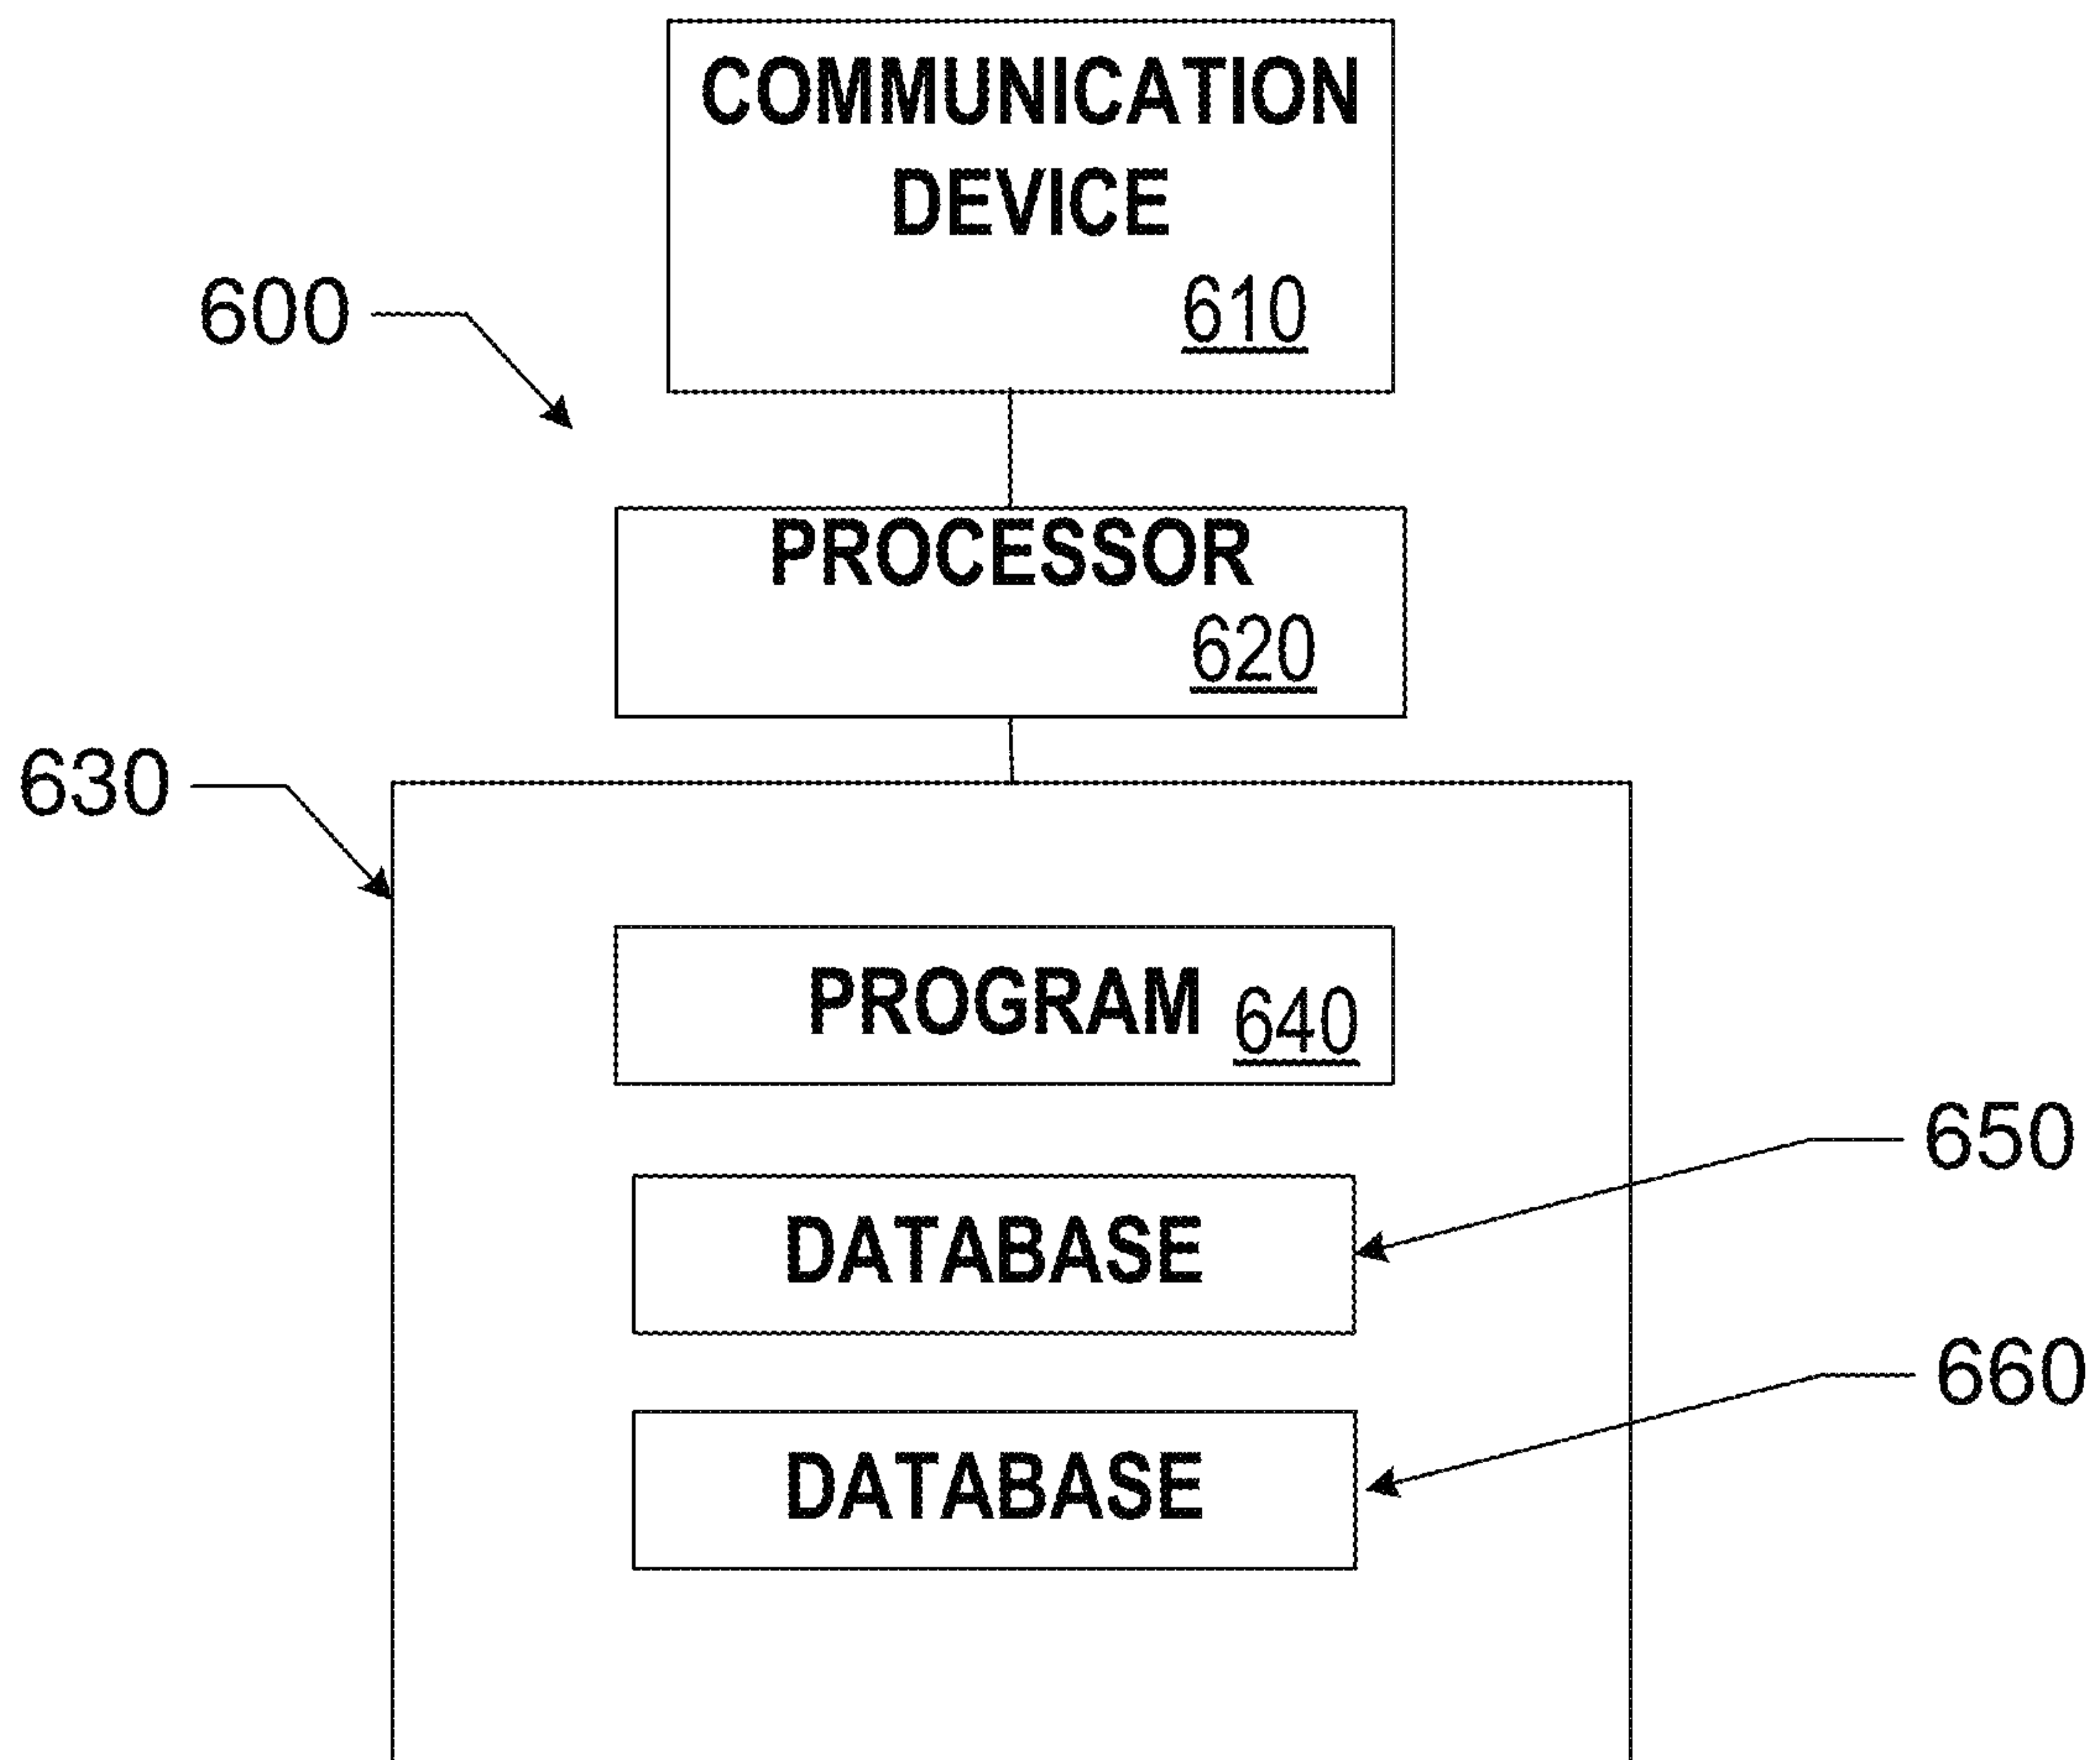 COMMUNICATION
DEVICE
610
600
PROCESSOR
620
630
PROGRAM 640
650
DATABASE
660
DATABASE